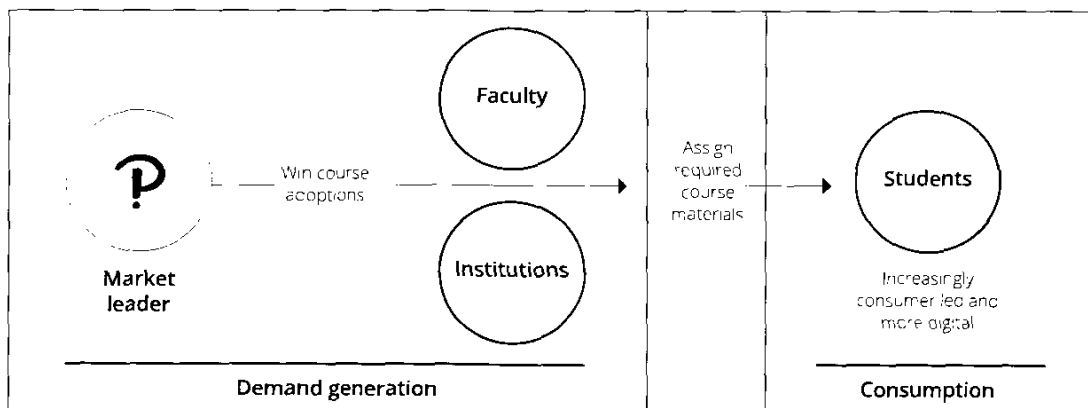 Faculty
Win course
adoptions
Institutions
Market
leader
Demand generation
Assign
required
course
materials
Students
Increasingly
consumer led and
more digital
Consumption